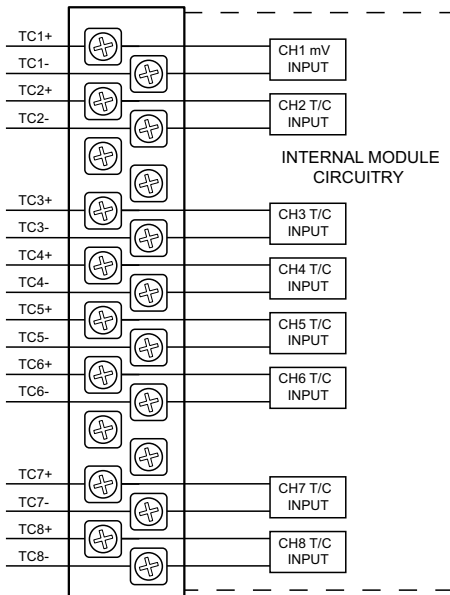 TC1+
CH1 mV
INPUT
TC1-
TC2+
CH2 T/C
INPUT
TC2-
INTERNAL MODULE
CIRCUITRY
TC3+
CH3 T/C
INPUT
TC3-
TC4+
CH4 T/C
INPUT
TC4-
TC5+
CH5 T/C
INPUT
TC5-
TC6+
CH6 T/C
INPUT
TC6-
TC7+
CH7 T/C
INPUT
TC7-
TC8+
CH8 T/C
INPUT
TC8-